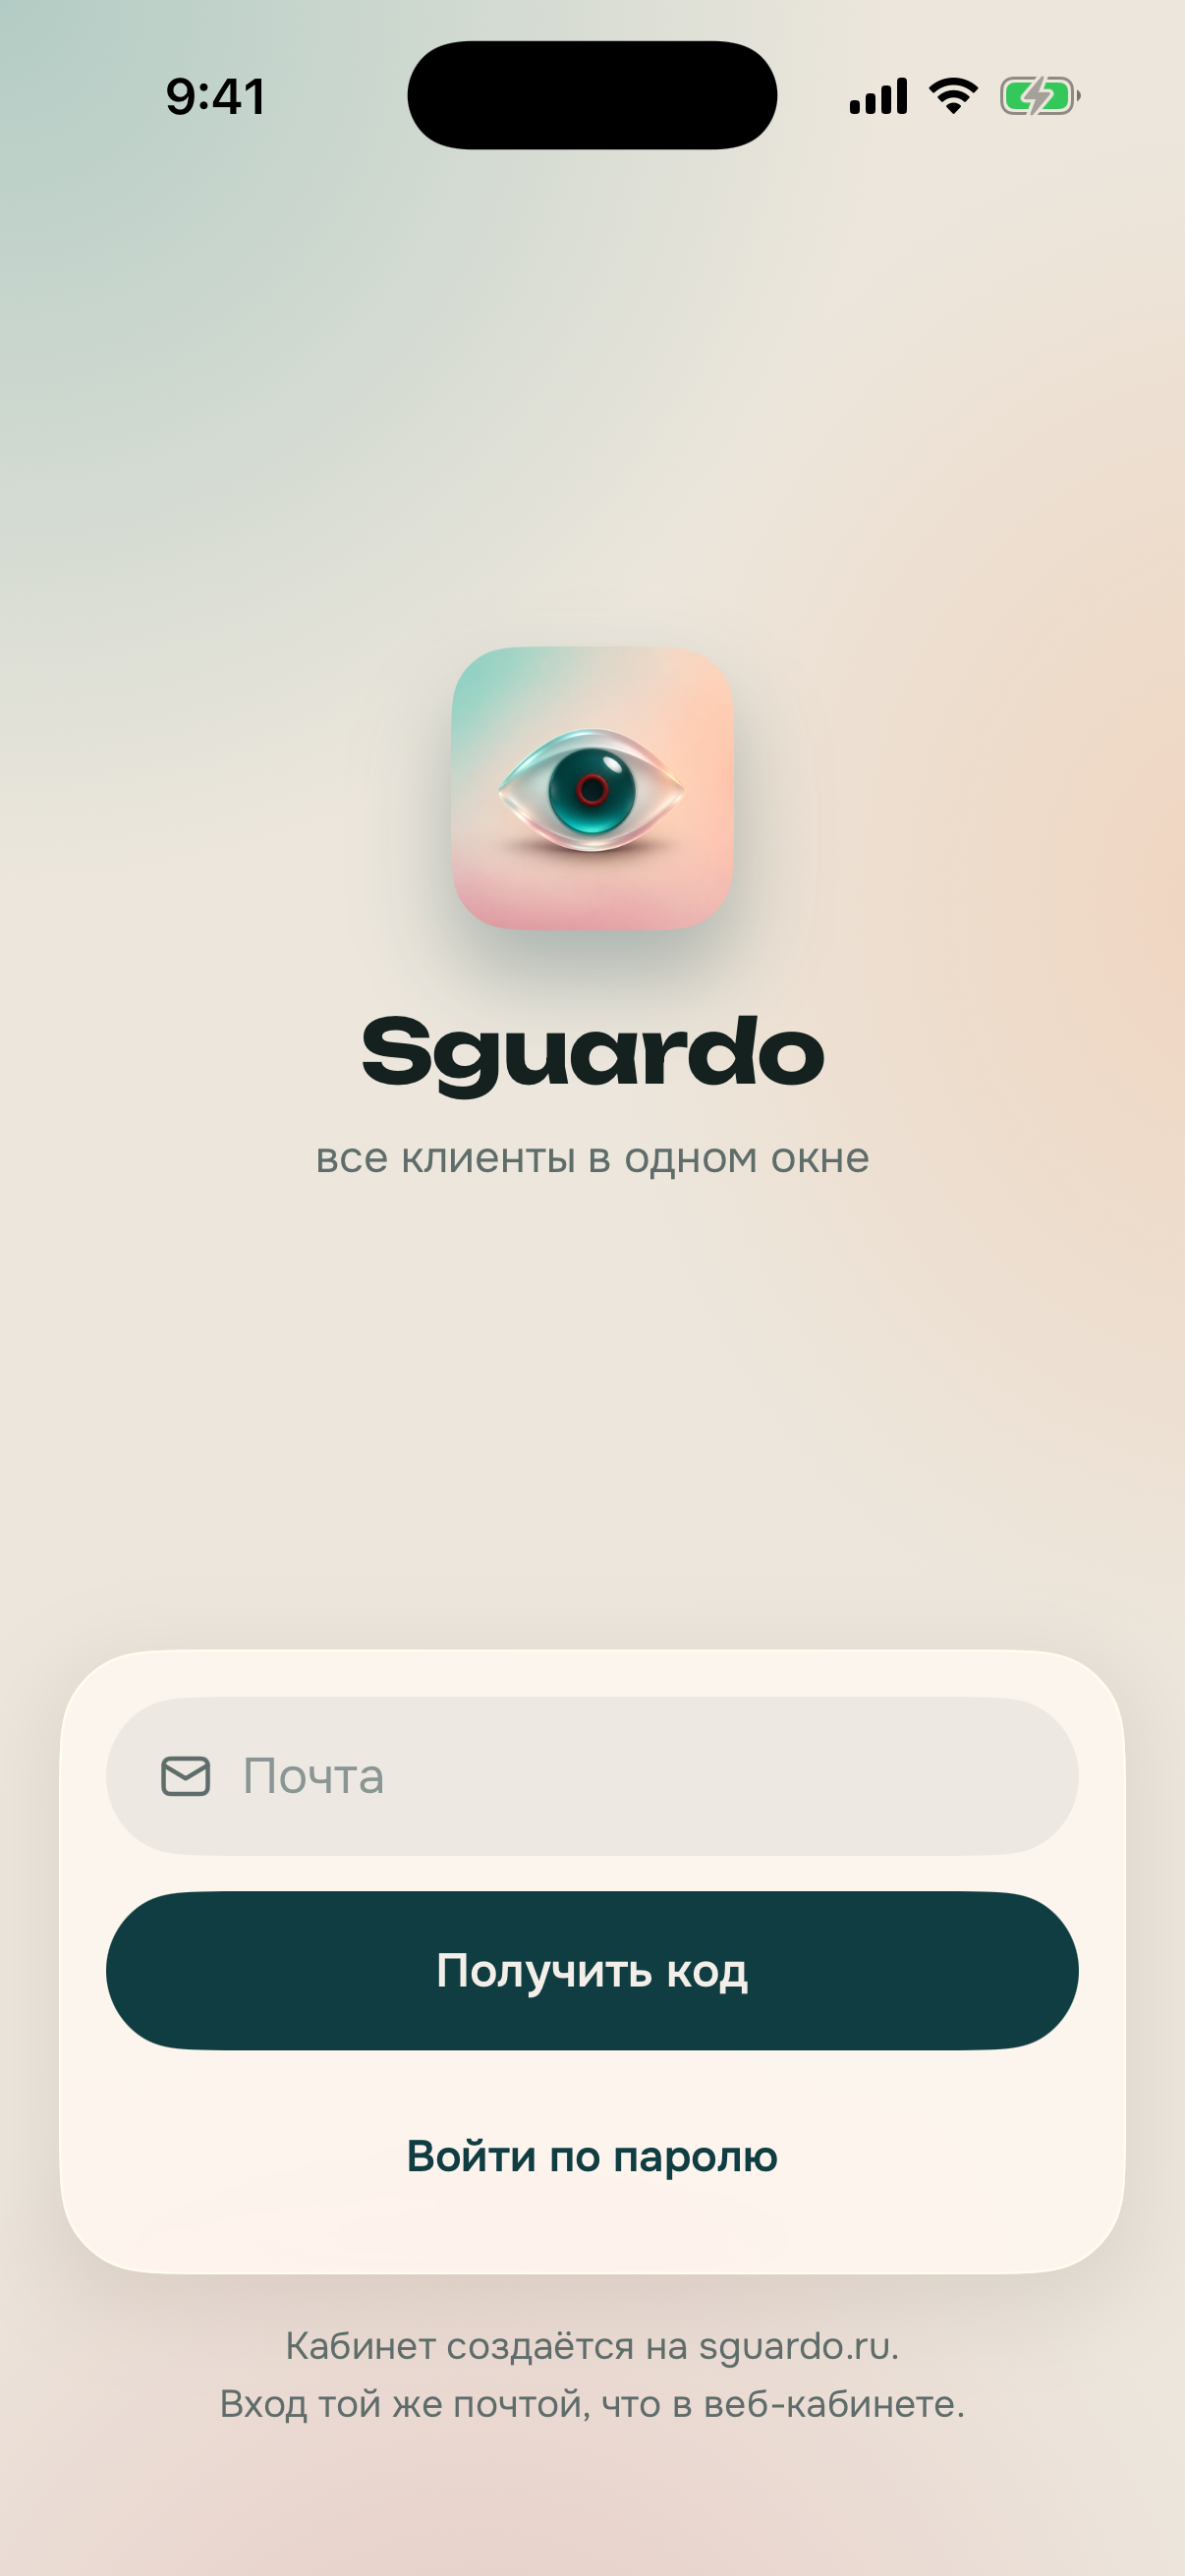 9:41
Sguardo
все клиенты в одном окне
Почта
Получить код
Войти по паролю
Кабинет создаётся на sguardo.ru.
Вход той же почтой, что в веб-кабинете.